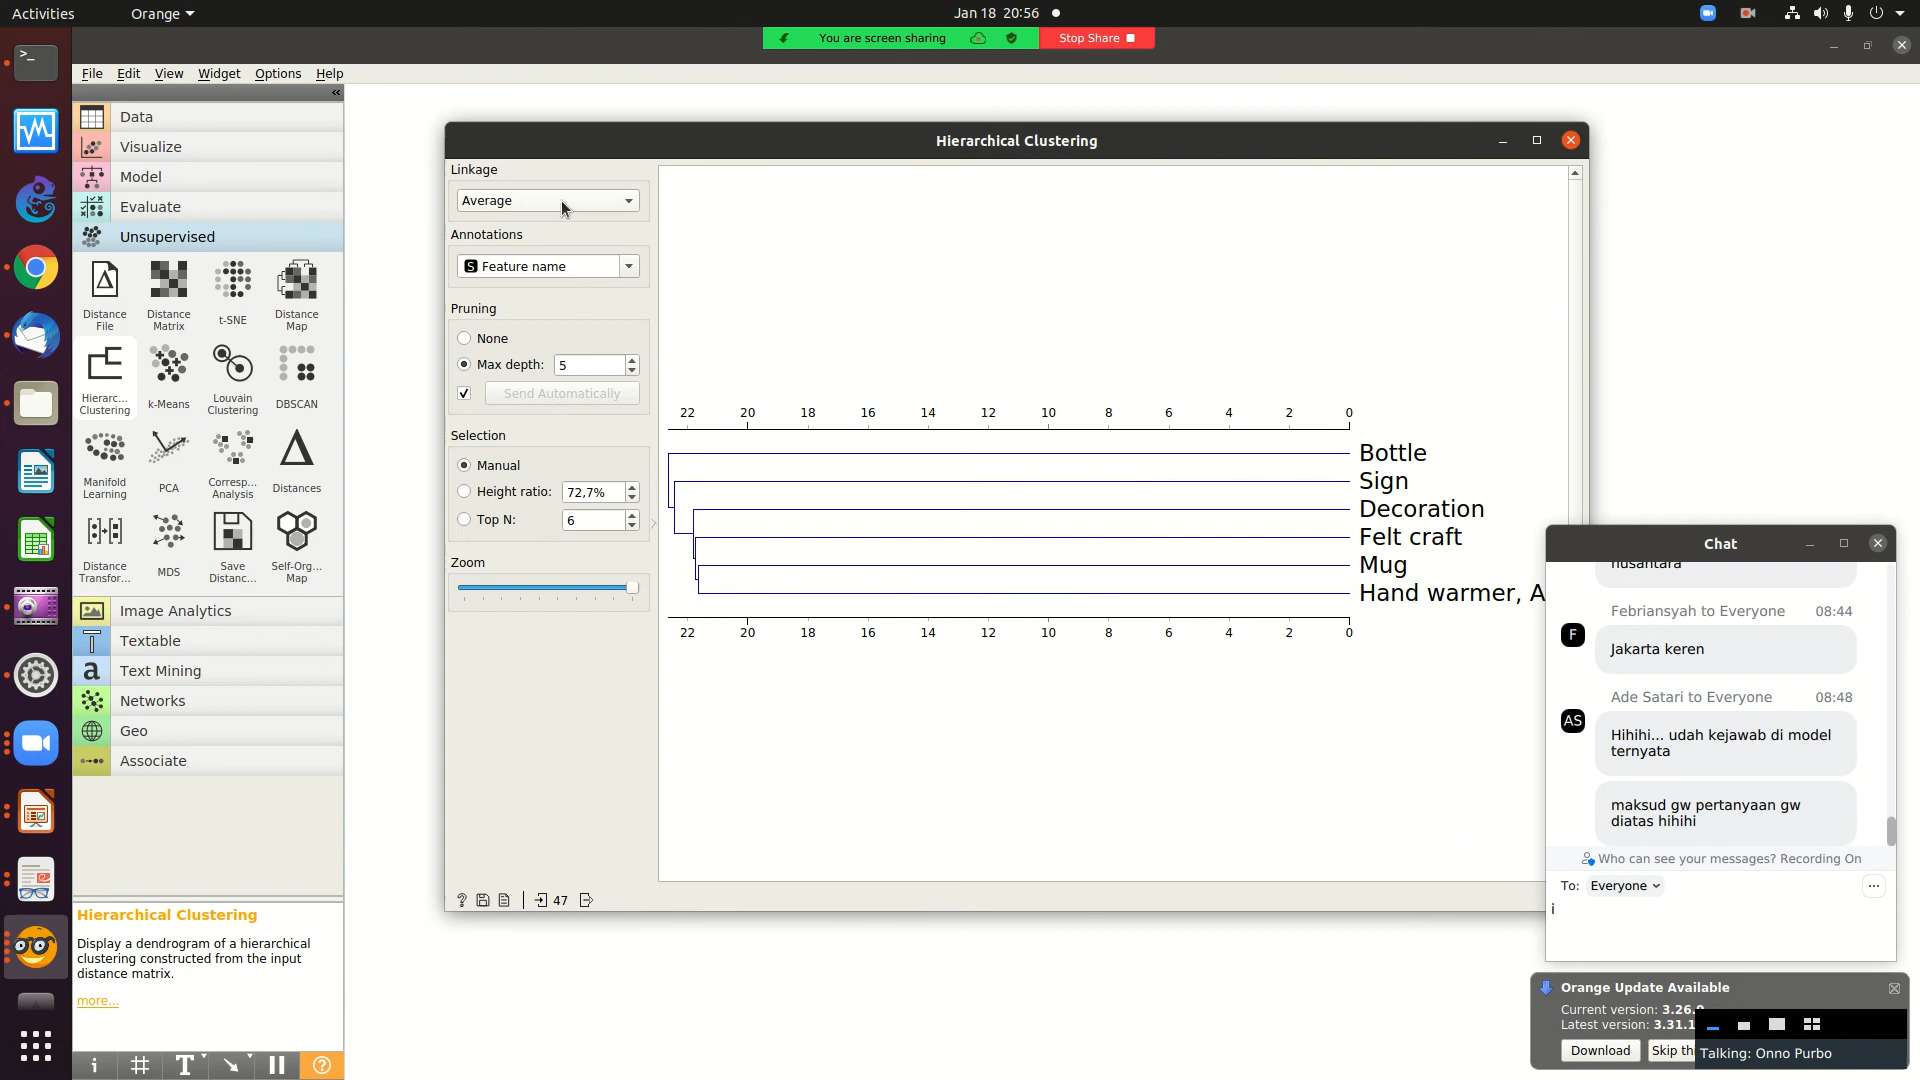 Activities
Orange
Jan 18 20:56
You are screen sharing
Stop Share
File Edit View Widget Options Help
Data
Visualize
Model
Evaluate
Unsupervised
Distance File
Distance Matrix
t-SNE
Distance Map
Hierarc... Clustering
k-Means
Louvain Clustering
DBSCAN
Manifold Learning
PCA
Corresp... Analysis
Distances
Distance Transfor...
MDS
Save Distanc...
Self-Org... Map
Image Analytics
Textable
Text Mining
Networks
Geo
Associate
Hierarchical Clustering
Display a dendrogram of a hierarchical
clustering constructed from the input
distance matrix.
more...
Hierarchical Clustering
Linkage
Average
Annotations
S Feature name
Pruning
None
Max depth: 5
Send Automatically
Selection
Manual
Height ratio: 72,7%
Top N: 6
Zoom
22 20 18 16 14 12 10 8 6 4 2 0
Bottle
Sign
Decoration
Felt craft
Mug
Hand warmer, A
22 20 18 16 14 12 10 8 6 4 2 0
47
Chat
nusantara
Febriansyah to Everyone 08:44
F
Jakarta keren
Ade Satari to Everyone 08:48
AS
Hihihi... udah kejawab di model
ternyata
maksud gw pertanyaan gw
diatas hihihi
Who can see your messages? Recording On
To: Everyone
i
Orange Update Available
Current version: 3.26.
Latest version: 3.31.1
Download
Skip th
Talking: Onno Purbo